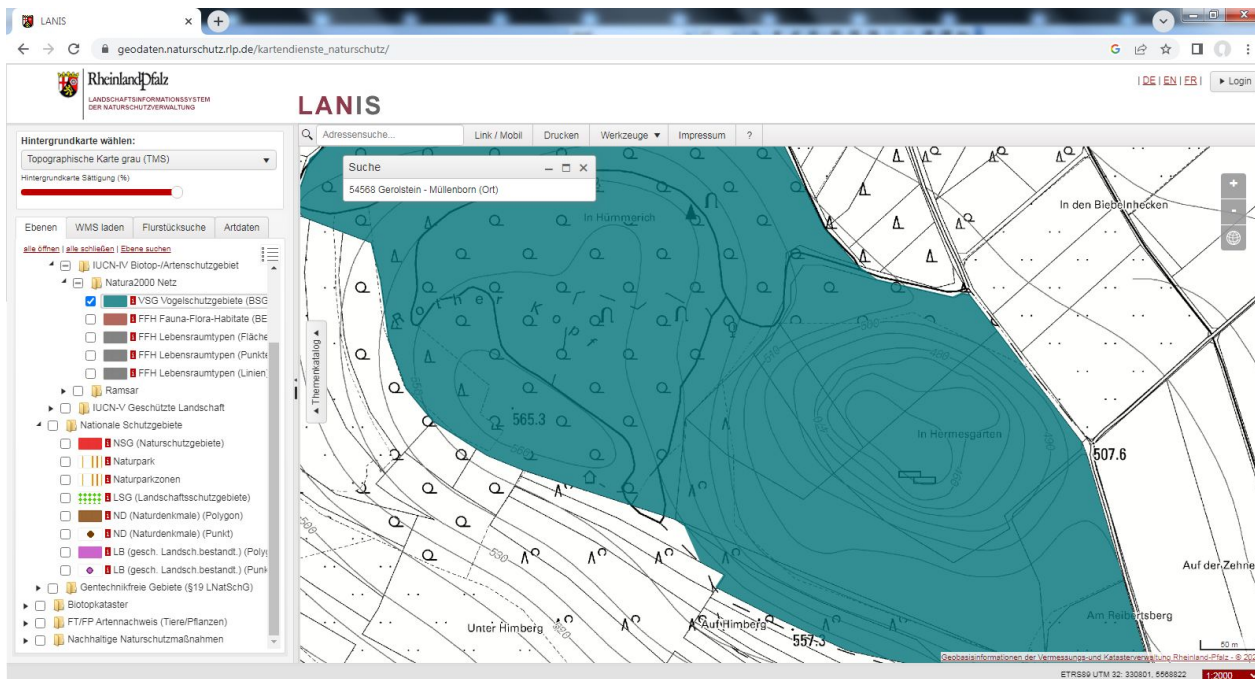 LANIS
geodaten.naturschutz.rlp.de/kartendienste_naturschutz/
RheinlandPfalz
LANDSCHAFTSINFORMATIONSSYSTEM
DER NATURSCHUTZVERWALTUNG
LANIS
| DE | EN | FR |
Login
Hintergrundkarte wählen:
Topographische Karte grau (TMS)
Hintergrundkarte Sättigung (%)
Adressensuche...
Link / Mobil
Drucken
Werkzeuge
Impressum
?
Suche
54568 Gerolstein - Müllenborn (Ort)
Ebenen
WMS laden
Flurstücksuche
Artdaten
alle öffnen | alle schließen | Ebene suchen
IUCN-IV Biotop-/Artenschutzgebiet
Natura2000 Netz
VSG Vogelschutzgebiete (BSG
FFH Fauna-Flora-Habitate (BE
FFH Lebensraumtypen (Fläche
FFH Lebensraumtypen (Punkte
FFH Lebensraumtypen (Linien)
Ramsar
IUCN-V Geschützte Landschaft
Nationale Schutzgebiete
NSG (Naturschutzgebiete)
Naturpark
Naturparkzonen
LSG (Landschaftsschutzgebiete)
ND (Naturdenkmale) (Polygon)
ND (Naturdenkmale) (Punkt)
LB (gesch. Landsch.bestandt.) (Poly
LB (gesch. Landsch.bestandt.) (Punk
Gentechnikfreie Gebiete (§19 LNatSchG)
Biotopkataster
FT/FP Artennachweis (Tiere/Pflanzen)
Nachhaltige Naturschutzmaßnahmen
Themenkatalog
In Hümmerich
In den Biebelnhecken
Rother Kopf
565.3
In Hermesgarten
507.6
500
530
Auf der Zehne
Am Reibertsberg
Unter Himberg
Auf Himberg
557.3
50 m
Geobasisinformationen der Vermessungs-und Katasterverwaltung Rheinland-Pfalz - © 202
ETRS89 UTM 32: 330801, 5568822
1:2000